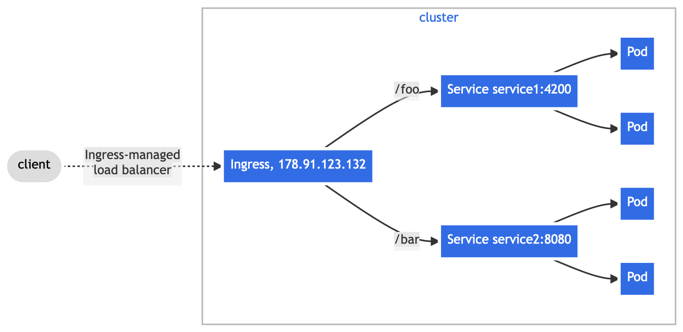 cluster
client
Ingress-managed
load balancer
Ingress, 178.91.123.132
/foo
Service service1:4200
Pod
Pod
/bar
Service service2:8080
Pod
Pod